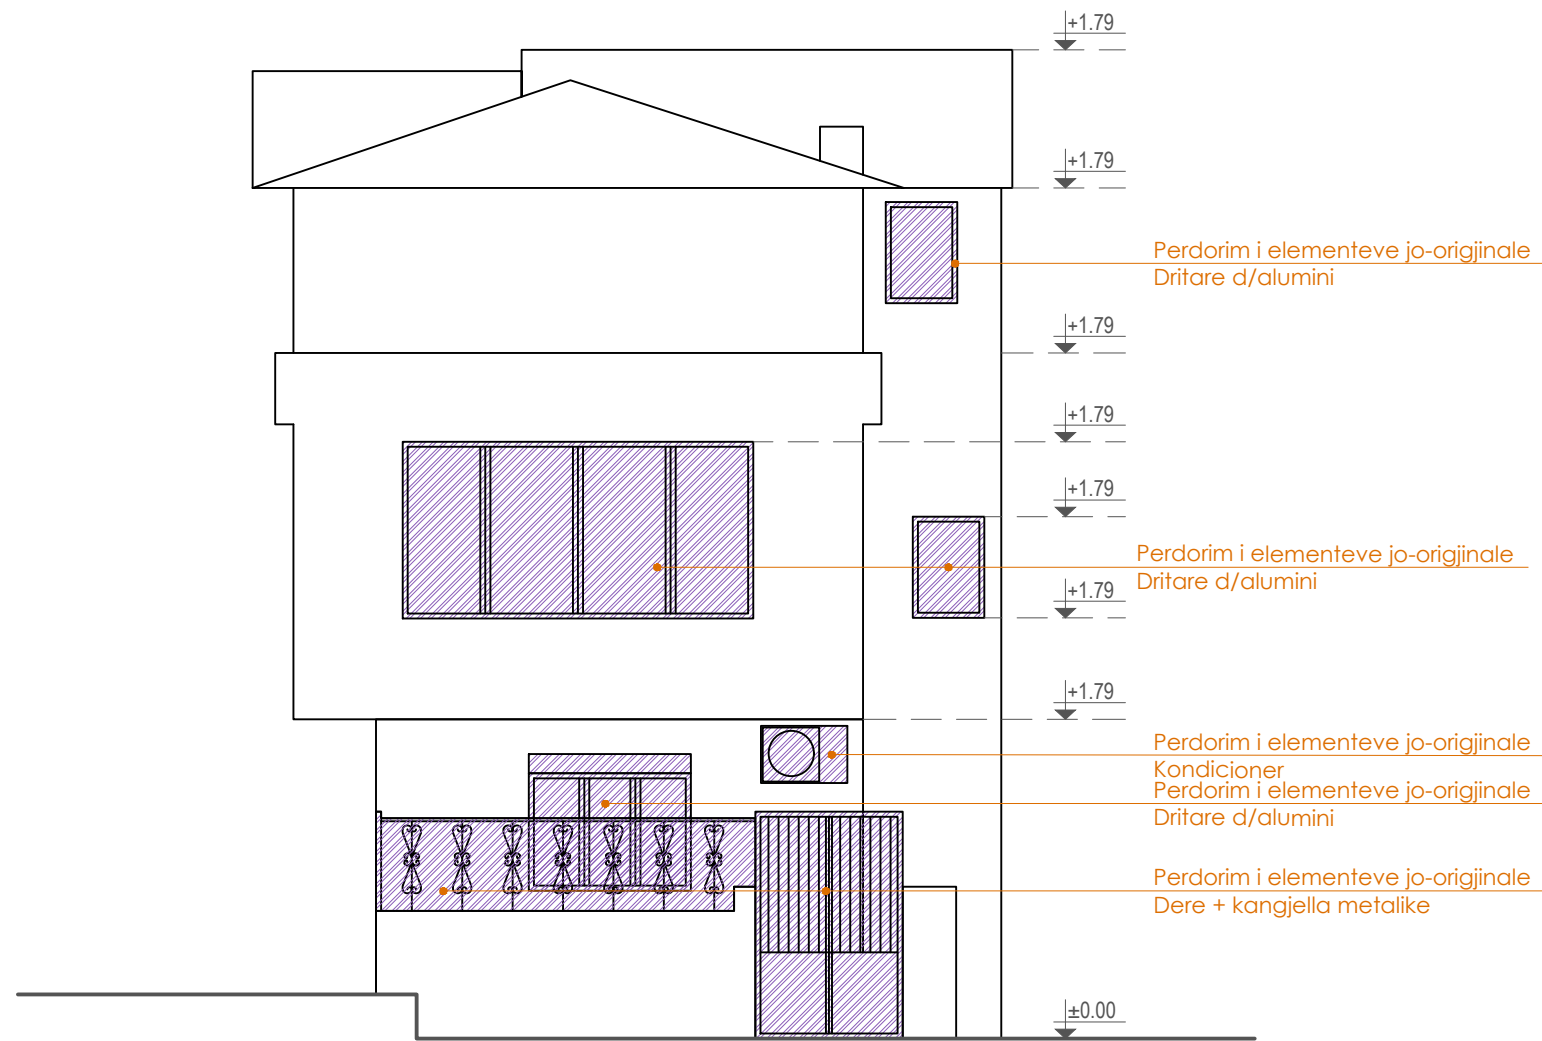 +1.79
+1.79
Perdorim i elementeve jo-origjinale
Dritare d/alumini
+1.79
+1.79
+1.79
Perdorim i elementeve jo-origjinale
Dritare d/alumini
+1.79
+1.79
Perdorim i elementeve jo-origjinale
Kondicioner
Perdorim i elementeve jo-origjinale
Dritare d/alumini
Perdorim i elementeve jo-origjinale
Dere + kangjella metalike
±0.00